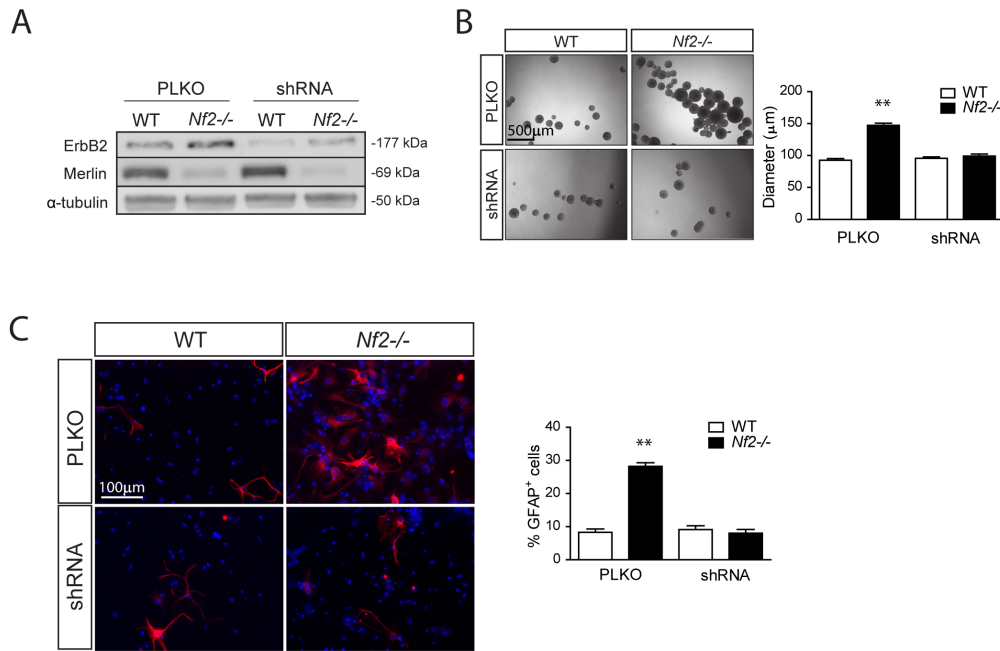 A
PLKO shRNA
WT Nf2-/- WT Nf2-/-
ErbB2 -177 kDa
Merlin -69 kDa
α-tubulin -50 kDa
B
WT Nf2-/-
PLKO
500µm
shRNA
WT
Nf2-/-
Diameter (µm)
200
150
100
50
0
**
PLKO shRNA
C
WT Nf2-/-
PLKO
100µm
shRNA
WT
Nf2-/-
% GFAP+ cells
40
30
20
10
0
**
PLKO shRNA